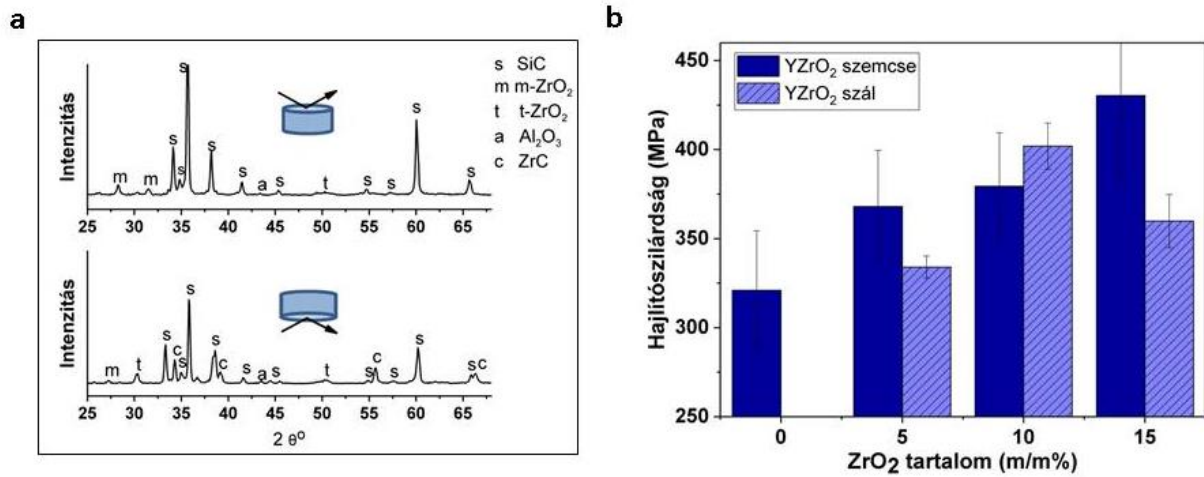 a
Intenzitás
s SiC
m m-ZrO₂
t t-ZrO₂
a Al₂O₃
c ZrC
m m s s s s s a s t s s s s
25 30 35 40 45 50 55 60 65
Intenzitás
m t s c s s s c s a s t s c s s s c
25 30 35 40 45 50 55 60 65
2 θ⁰
b
YZrO₂ szemcse
YZrO₂ szál
Hajlítószilárdság (MPa)
450
400
350
300
250
0 5 10 15
ZrO₂ tartalom (m/m%)